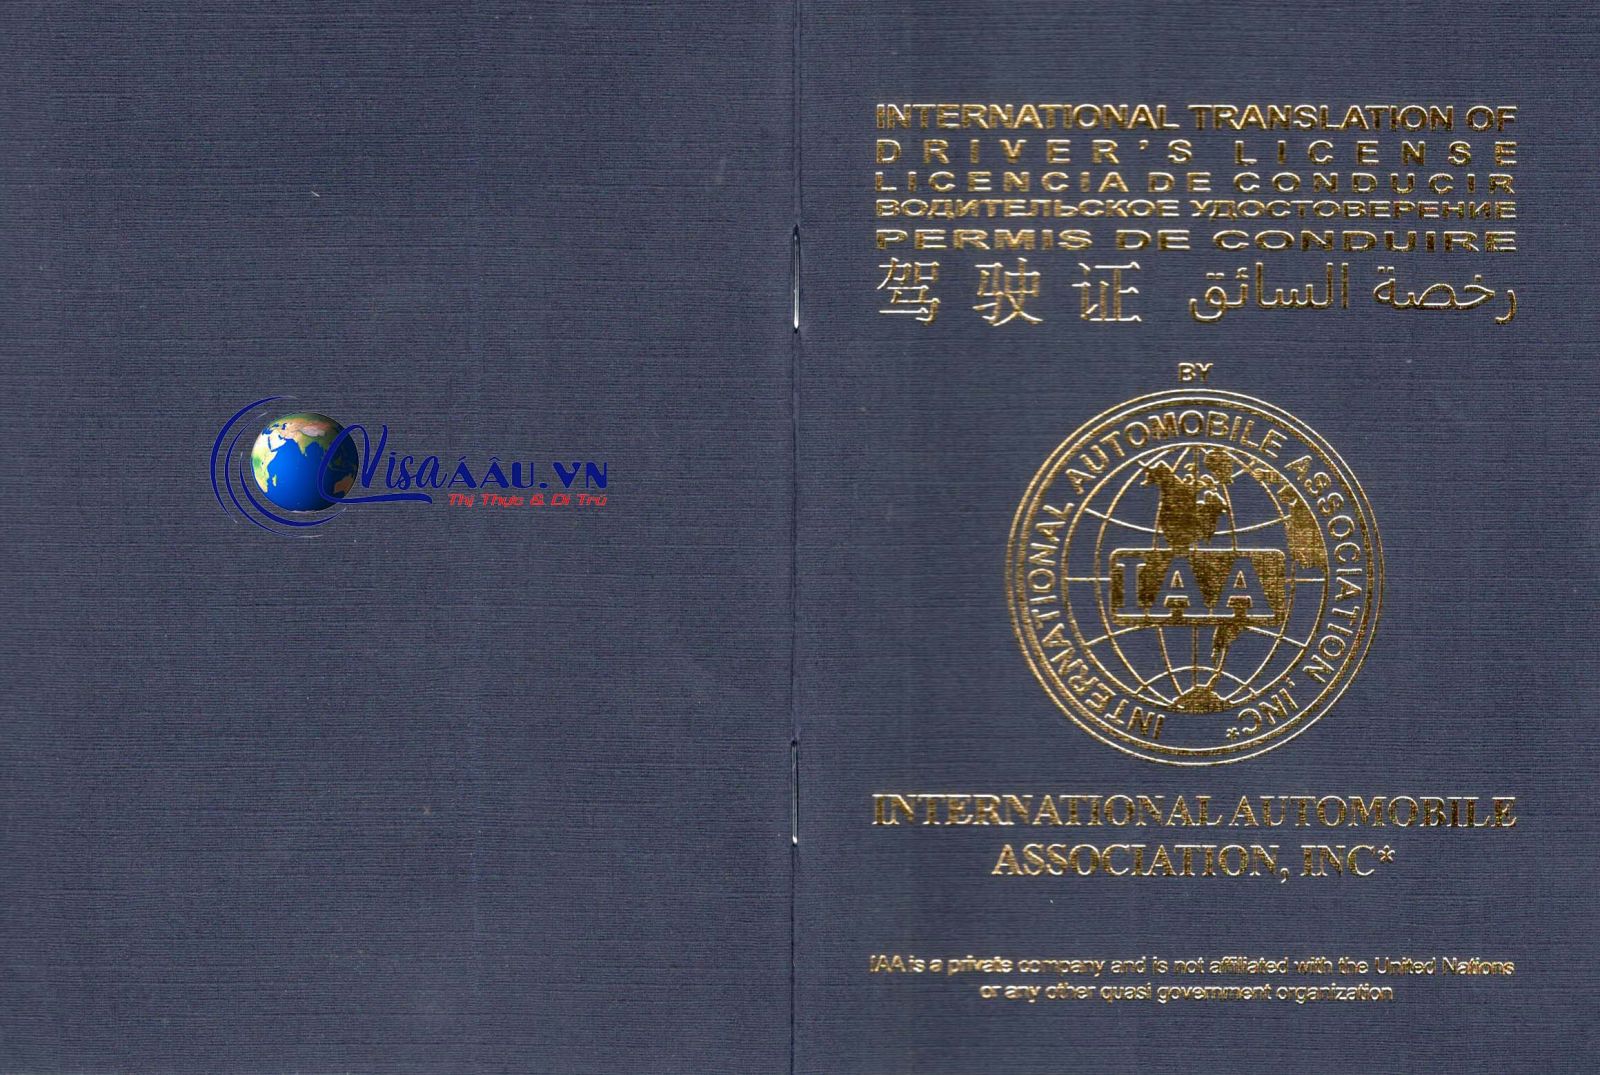 VisaÁÂU.VN
Thị Thực & Di Trú
INTERNATIONAL TRANSLATION OF
DRIVER'S LICENSE
LICENCIA DE CONDUCIR
ВОДИТЕЛЬСКОЕ УДОСТОВЕРЕНИЕ
PERMIS DE CONDUIRE
驾驶证 رخصة السائق
BY
INTERNATIONAL AUTOMOBILE ASSOCIATION, INC*
IAA
INTERNATIONAL AUTOMOBILE
ASSOCIATION, INC*
IAA is a private company and is not affiliated with the United Nations
or any other quasi government organization